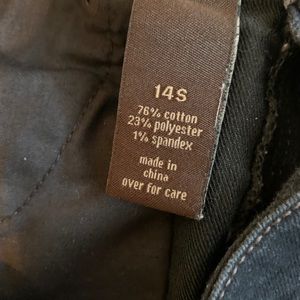 14S
76% cotton
23% polyester
1% spandex
made in
china
over for care